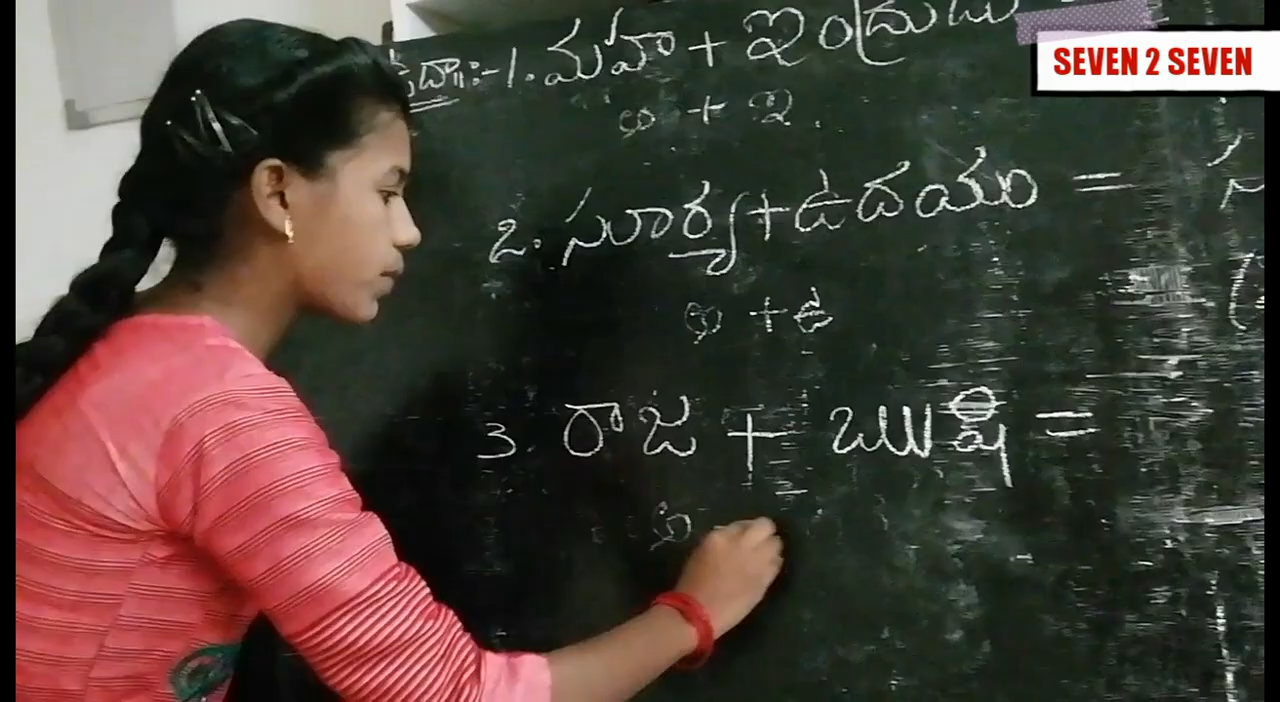 ఉదా॥:-1. మహా + ఇంద్రుడు =
SEVEN 2 SEVEN
అ + ఇ.
2. సూర్య + ఉదయం = స
అ + ఉ
3. రాజ + ఋషి =
అ